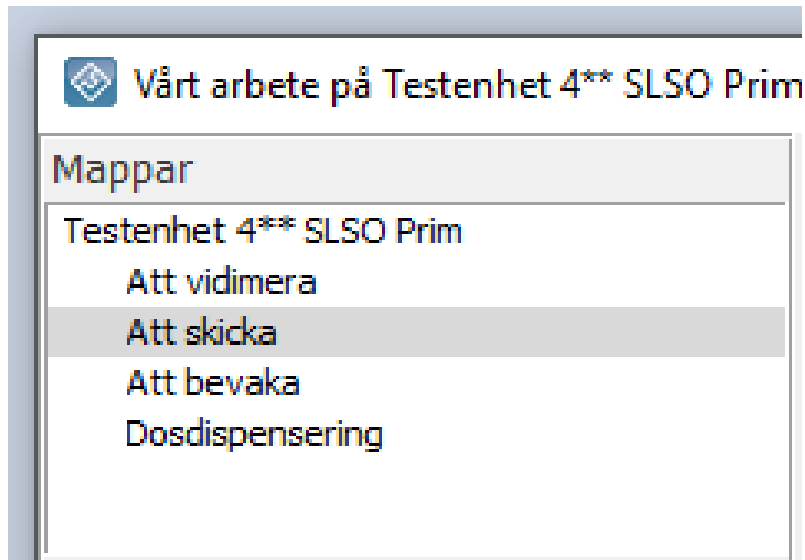 Vårt arbete på Testenhet 4** SLSO Prim
Mappar
Testenhet 4** SLSO Prim
Att vidimera
Att skicka
Att bevaka
Dosdispensering